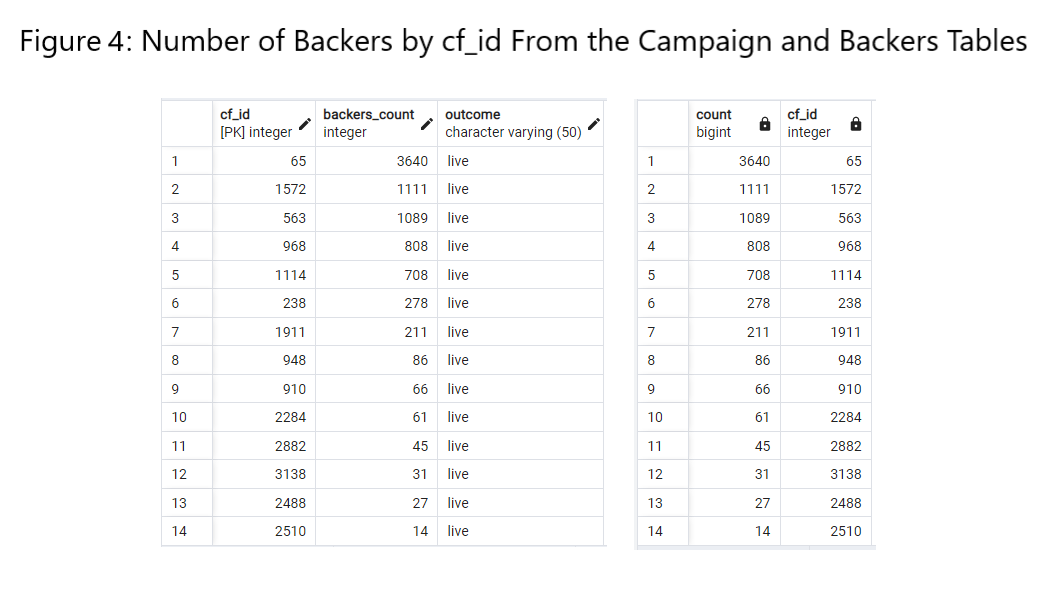 Figure 4: Number of Backers by cf_id From the Campaign and Backers Tables
cf_id backers_count outcome
[PK] integer integer character varying (50)
1 65 3640 live
2 1572 1111 live
3 563 1089 live
4 968 808 live
5 1114 708 live
6 238 278 live
7 1911 211 live
8 948 86 live
9 910 66 live
10 2284 61 live
11 2882 45 live
12 3138 31 live
13 2488 27 live
14 2510 14 live
count cf_id
bigint integer
1 3640 65
2 1111 1572
3 1089 563
4 808 968
5 708 1114
6 278 238
7 211 1911
8 86 948
9 66 910
10 61 2284
11 45 2882
12 31 3138
13 27 2488
14 14 2510